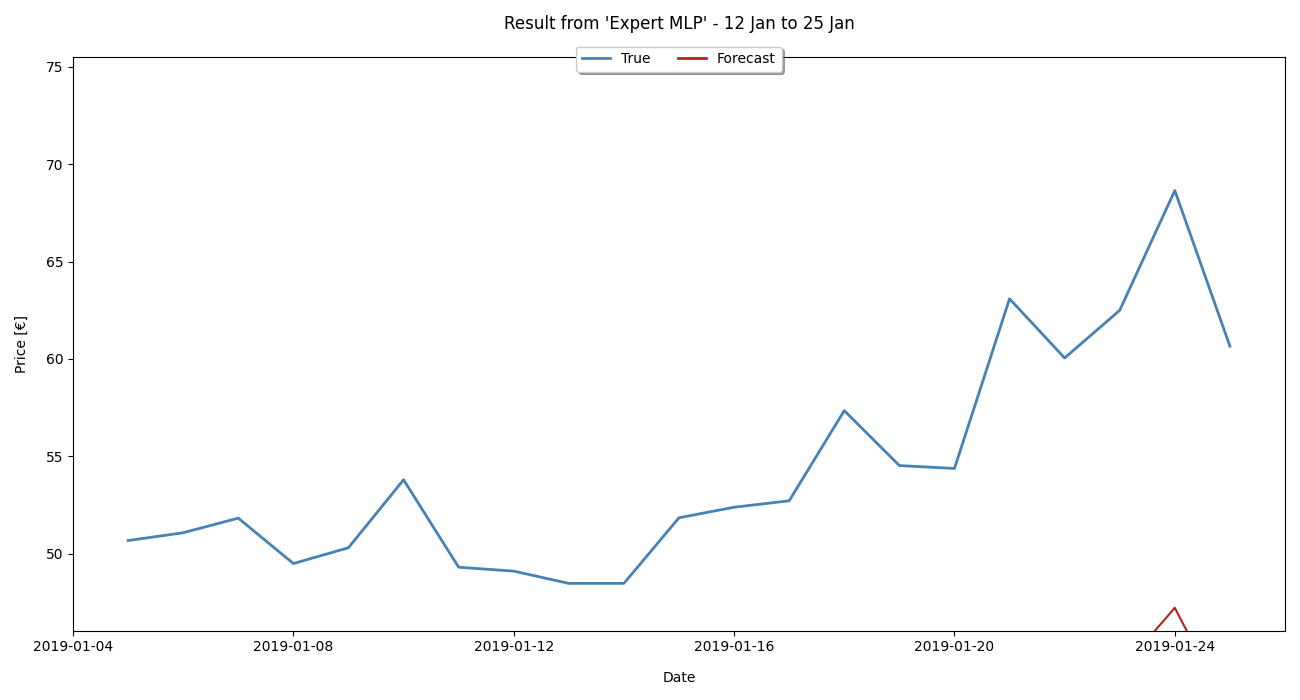 Result from 'Expert MLP' - 12 Jan to 25 Jan
True Forecast
75
70
65
60
55
50
Price [€]
2019-01-04 2019-01-08 2019-01-12 2019-01-16 2019-01-20 2019-01-24
Date